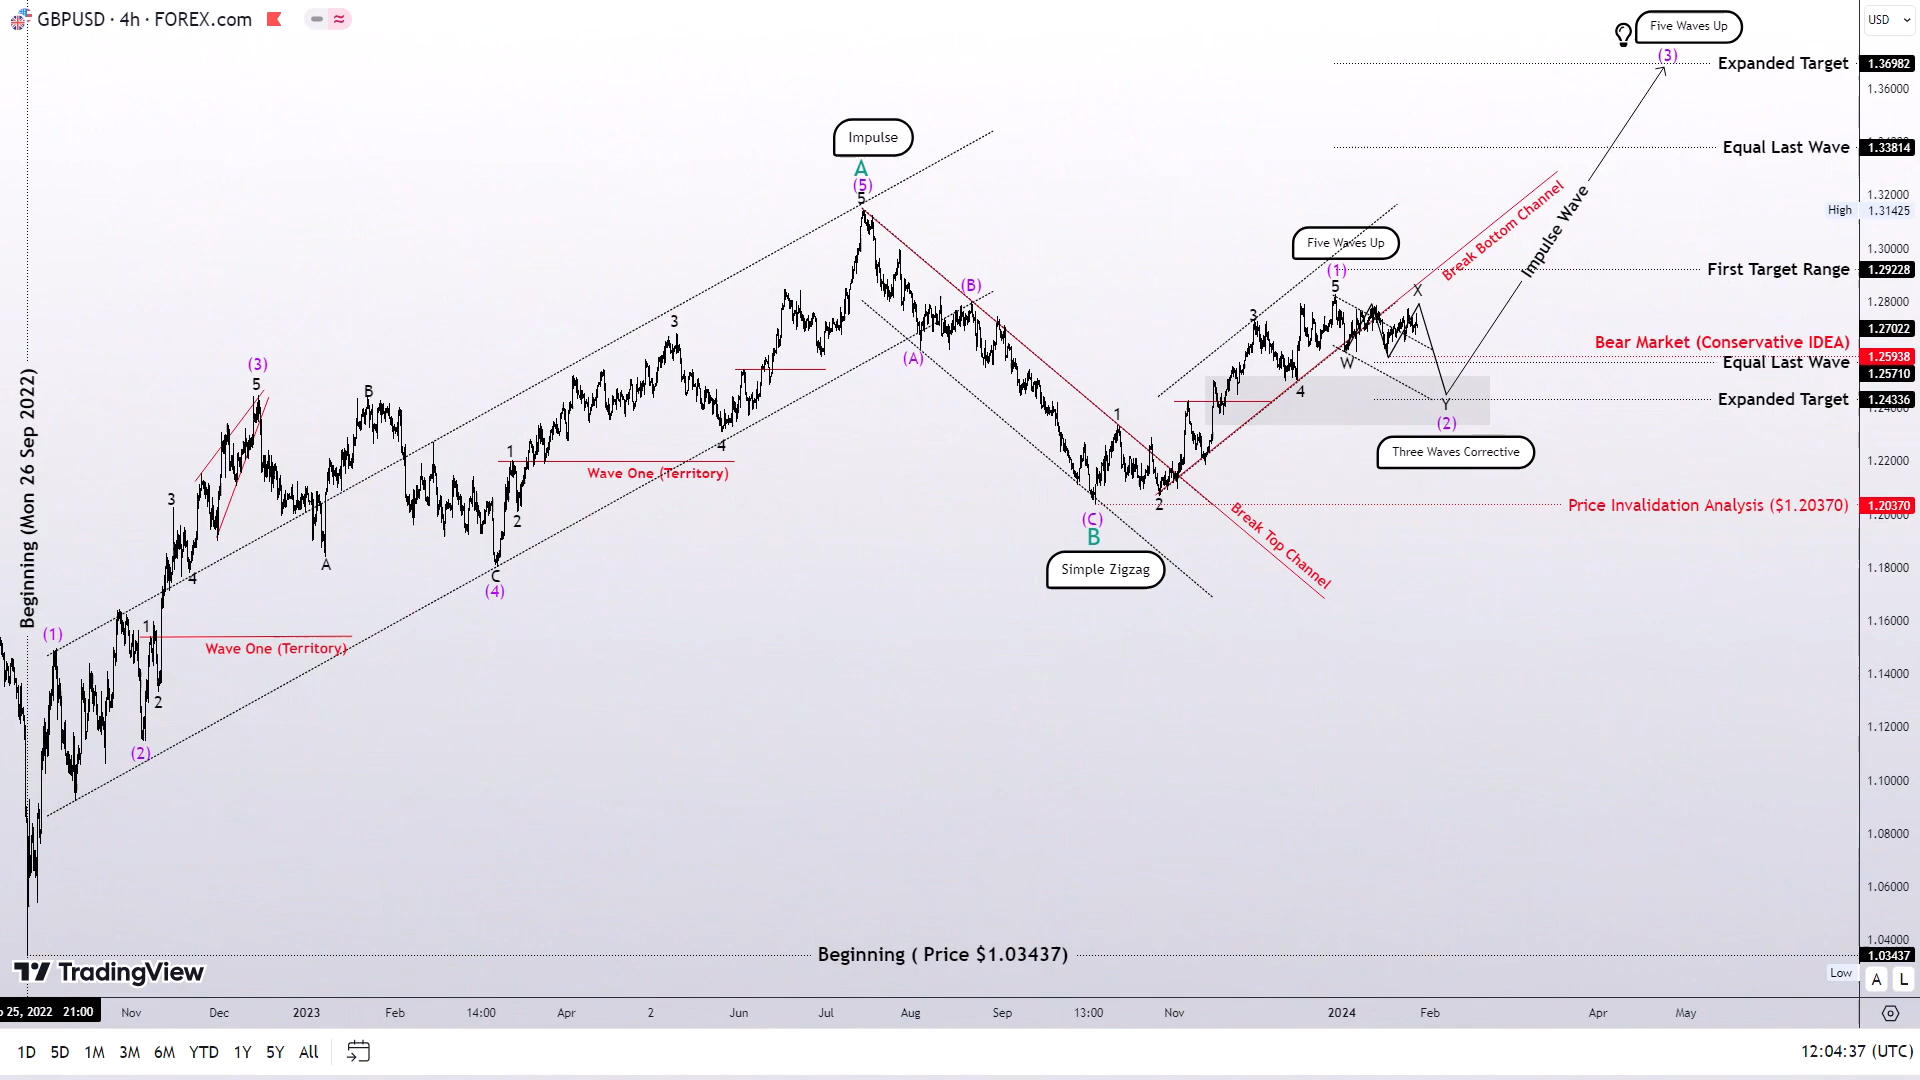 GBPUSD · 4h · FOREX.com
USD
Five Waves Up
(3)
Expanded Target
1.36982
1.36000
Impulse
Equal Last Wave
1.33814
A
(5)
5
1.32000
High
1.31425
Break Bottom Channel
Impulse Wave
Five Waves Up
1.30000
(1)
5
First Target Range
1.29228
(B)
X
1.28000
3
3
1.27022
Bear Market (Conservative IDEA)
1.25938
(A)
W
Equal Last Wave
1.25710
(3)
5
B
4
Y
Expanded Target
1.24336
1.24000
1
(2)
4
1
Three Waves Corrective
1.22000
Wave One (Territory)
3
2
2
Price Invalidation Analysis ($1.20370)
1.20370
1.20000
(C)
B
Break Top Channel
A
Simple Zigzag
1.18000
4
C
(4)
Beginning (Mon 26 Sep 2022)
(1)
1
1.16000
Wave One (Territory)
1.14000
2
(2)
1.12000
1.10000
1.08000
1.06000
1.04000
Beginning ( Price $1.03437)
1.03437
TradingView
Low
A
L
25, 2022 21:00
Nov
Dec
2023
Feb
14:00
Apr
2
Jun
Jul
Aug
Sep
13:00
Nov
2024
Feb
Apr
May
1D 5D 1M 3M 6M YTD 1Y 5Y All
12:04:37 (UTC)